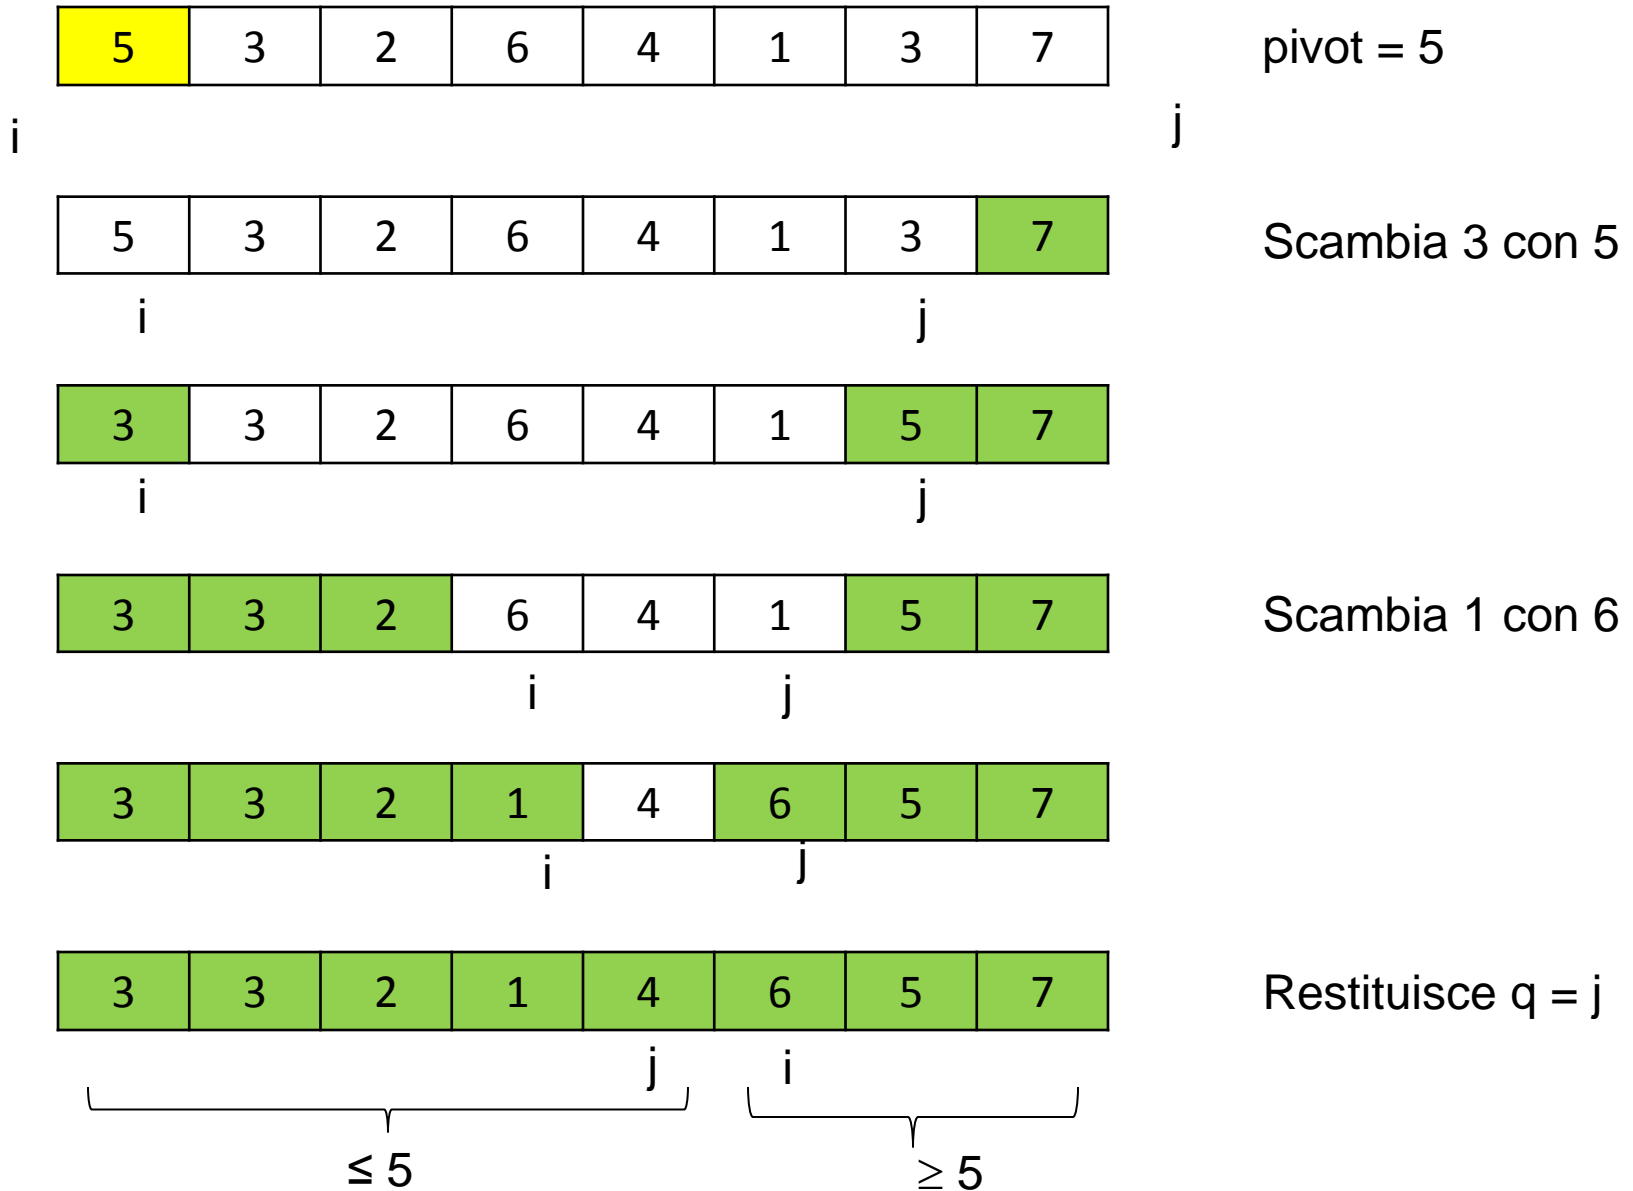 5 3 2 6 4 1 3 7 pivot = 5
i j
5 3 2 6 4 1 3 7 Scambia 3 con 5
i j
3 3 2 6 4 1 5 7
i j
3 3 2 6 4 1 5 7 Scambia 1 con 6
i j
3 3 2 1 4 6 5 7
i j
3 3 2 1 4 6 5 7 Restituisce q = j
j i
≤ 5 ≥ 5